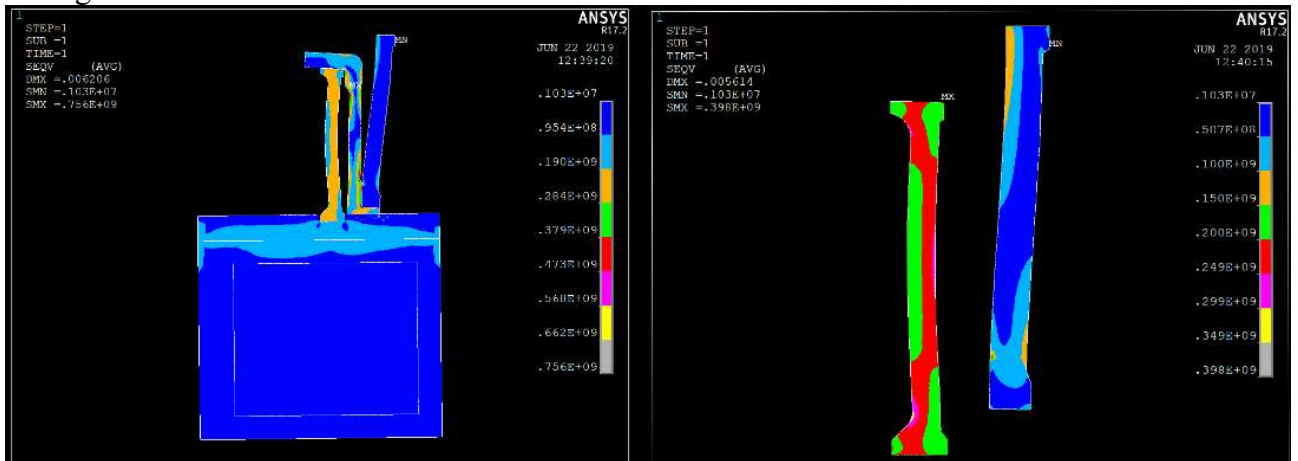 1
ANSYS
R17.2
STEP=1
SUB =1
TIME=1
SEQV (AVG)
DMX =.006206
SMN =.103E+07
SMX =.756E+09
JUN 22 2019
12:39:20
MN
.103E+07
.954E+08
.190E+09
.284E+09
.379E+09
.473E+09
.568E+09
.662E+09
.756E+09
1
ANSYS
R17.2
STEP=1
SUB =1
TIME=1
SEQV (AVG)
DMX =.005614
SMN =.103E+07
SMX =.398E+09
JUN 22 2019
12:40:15
MN
MX
.103E+07
.507E+08
.100E+09
.150E+09
.200E+09
.249E+09
.299E+09
.349E+09
.398E+09